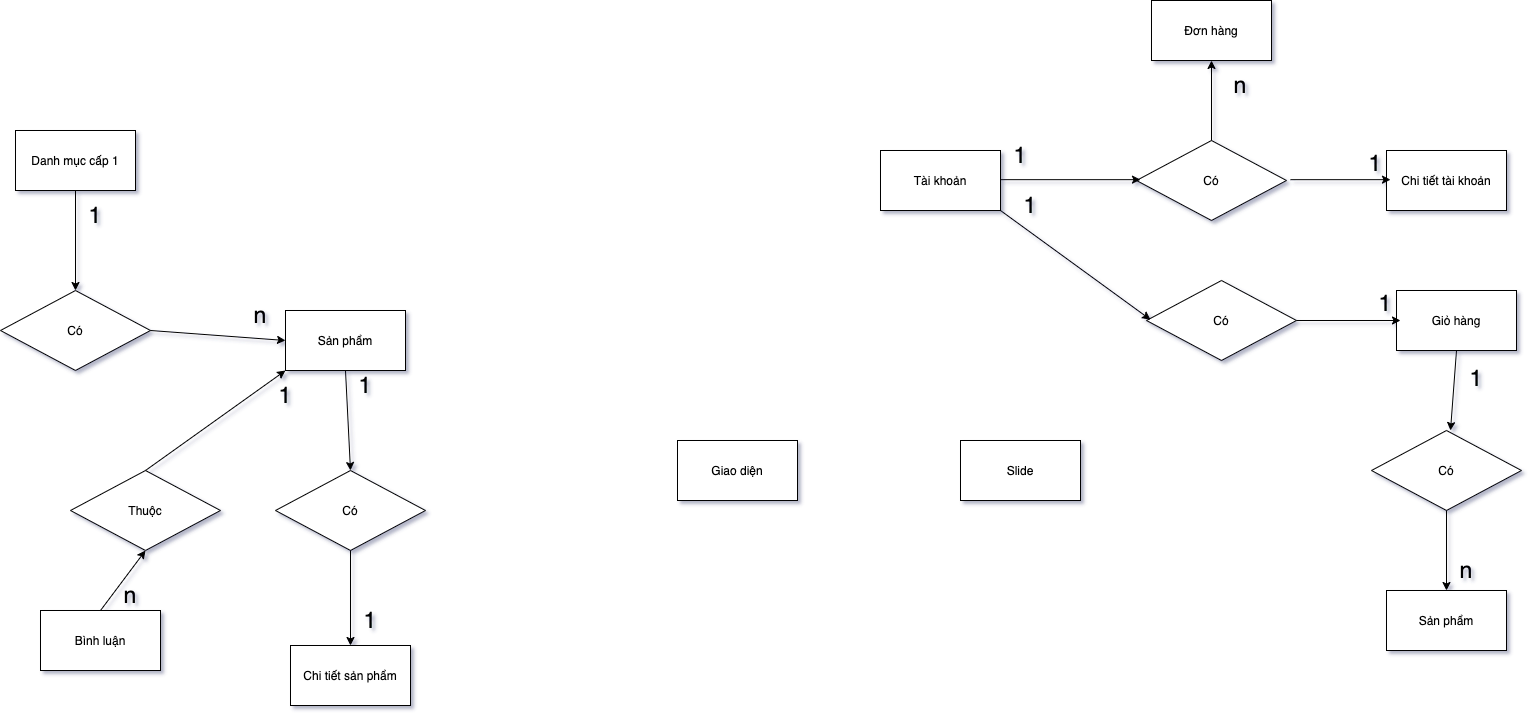 Đơn hàng
n
Danh mục cấp 1
1
Tài khoản
1
Có
1
Chi tiết tài khoản
1
Có
n
Sản phẩm
1
1
Có
1
Giỏ hàng
1
Thuộc
Có
Giao diện
Slide
Có
n
Bình luận
1
Chi tiết sản phẩm
n
Sản phẩm